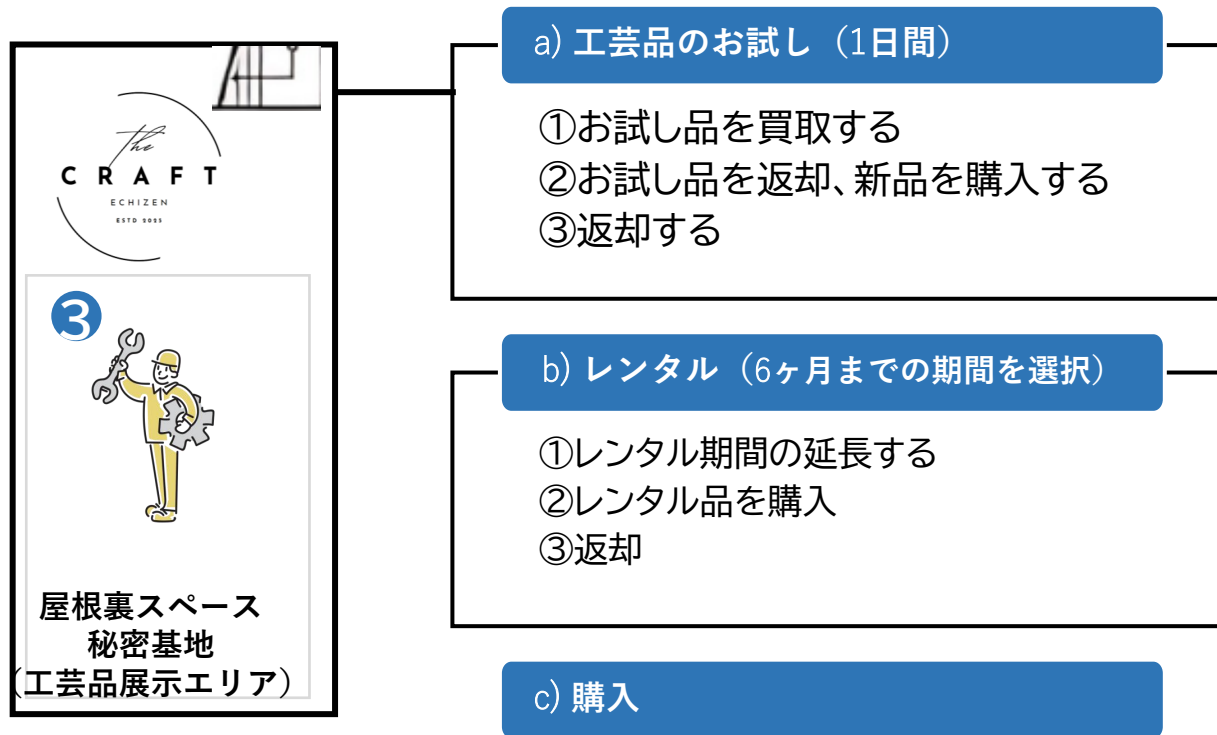 the
CRAFT
ECHIZEN
ESTD 2025
3
屋根裏スペース
秘密基地
（工芸品展示エリア）
a) 工芸品のお試し（1日間）
①お試し品を買取する
②お試し品を返却、新品を購入する
③返却する
b) レンタル（6ヶ月までの期間を選択）
①レンタル期間の延長する
②レンタル品を購入
③返却
c) 購入